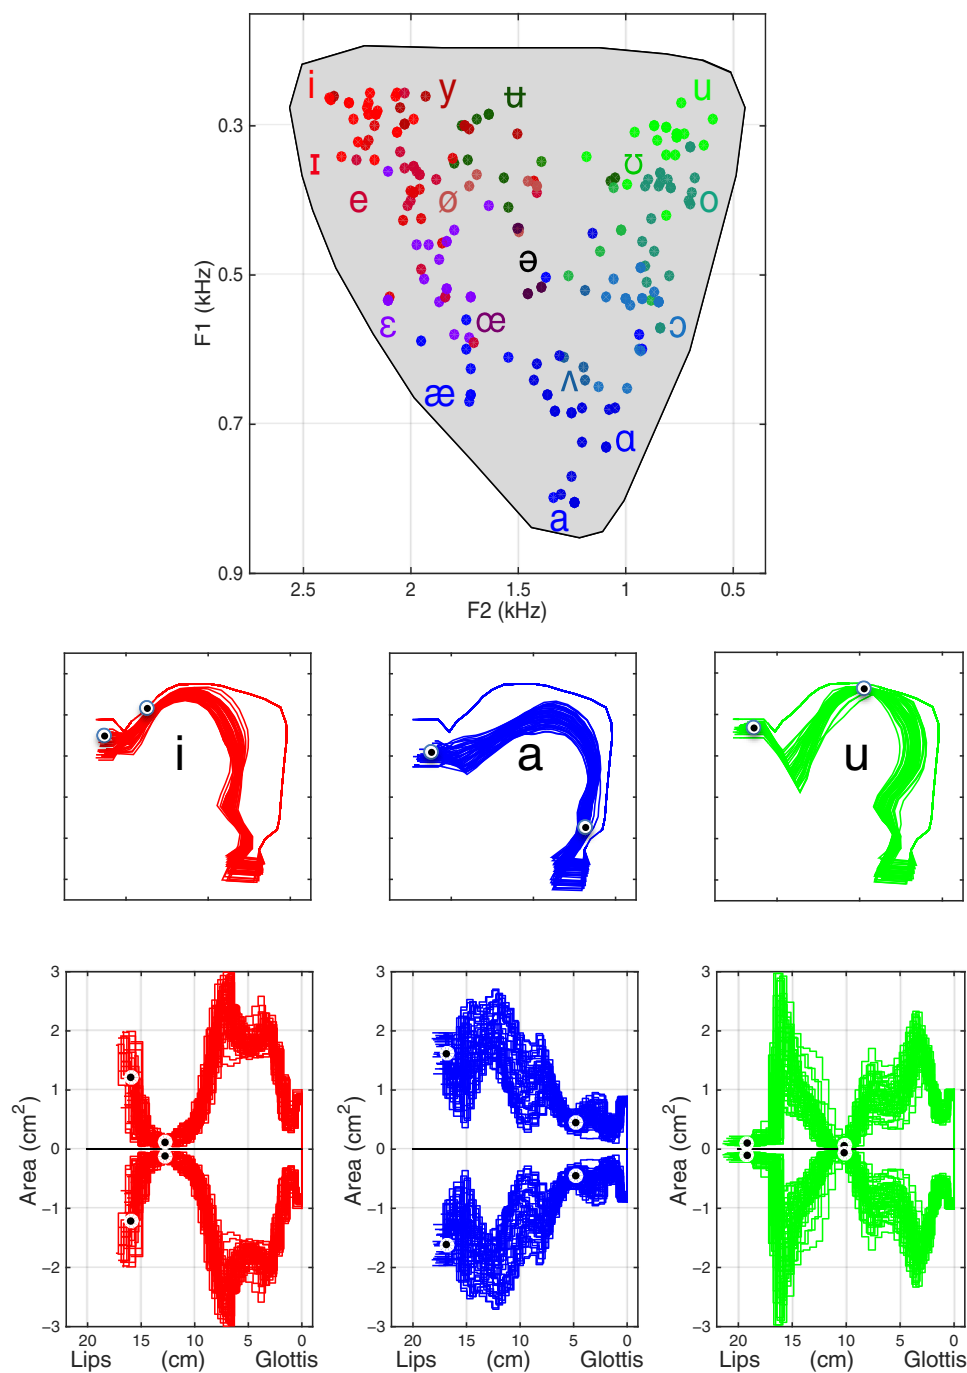 i y ʉ u
0.3
ɪ ʊ
e ø o
ə
0.5
F1 (kHz)
ɛ œ ɔ
æ ʌ
0.7
ɑ
a
0.9
2.5 2 1.5 1 0.5
F2 (kHz)
i a u
3 3 3
2 2 2
1 1 1
0 0 0
−1 −1 −1
−2 −2 −2
−3 −3 −3
Area (cm²) Area (cm²) Area (cm²)
20 15 10 5 0 20 15 10 5 0 20 15 10 5 0
Lips (cm) Glottis Lips (cm) Glottis Lips (cm) Glottis